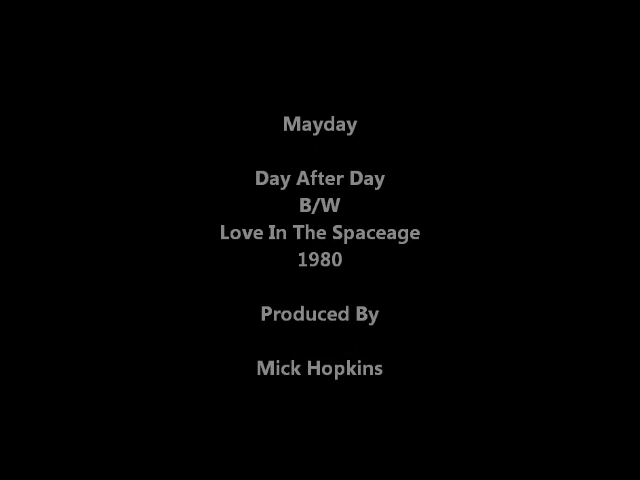 Mayday
Day After Day
B/W
Love In The Spaceage
1980
Produced By
Mick Hopkins